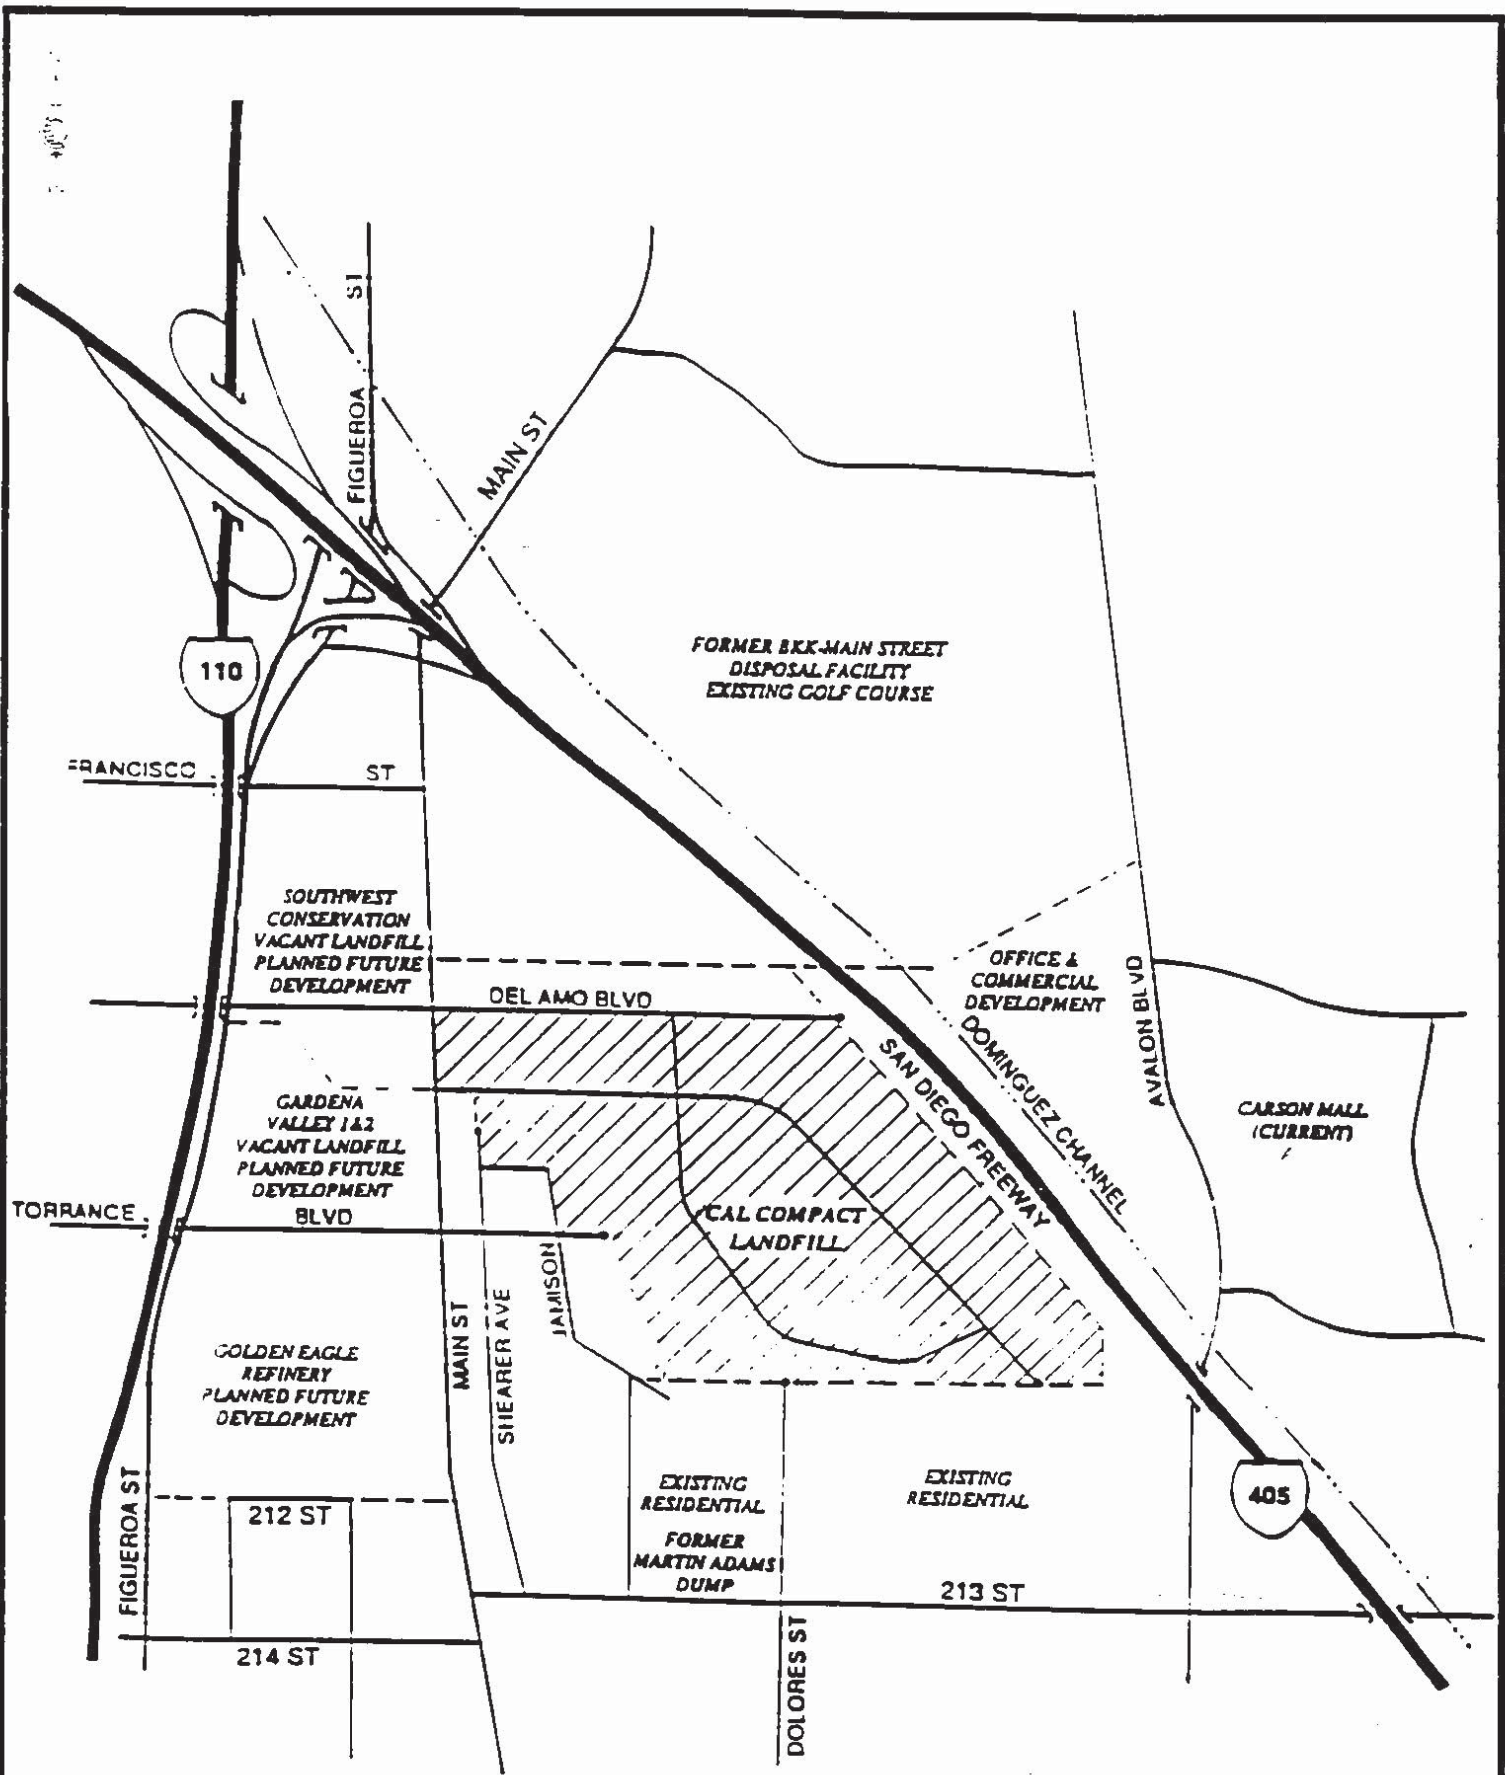 FIGUEROA ST
MAIN ST
110
FORMER BKK-MAIN STREET
DISPOSAL FACILITY
EXISTING GOLF COURSE
FRANCISCO ST
SOUTHWEST
CONSERVATION
VACANT LANDFILL
PLANNED FUTURE
DEVELOPMENT
DEL AMO BLVD
OFFICE &
COMMERCIAL
DEVELOPMENT
AVALON BLVD
SAN DIEGO FREEWAY
DOMINGUEZ CHANNEL
CARSON MALL
(CURRENT)
GARDENA
VALLEY 1&2
VACANT LANDFILL
PLANNED FUTURE
DEVELOPMENT
TORRANCE BLVD
CAL COMPACT
LANDFILL
JAMISON
MAIN ST
SHEARER AVE
GOLDEN EAGLE
REFINERY
PLANNED FUTURE
DEVELOPMENT
FIGUEROA ST
212 ST
EXISTING
RESIDENTIAL
FORMER
MARTIN ADAMS
DUMP
EXISTING
RESIDENTIAL
405
213 ST
214 ST
DOLORES ST